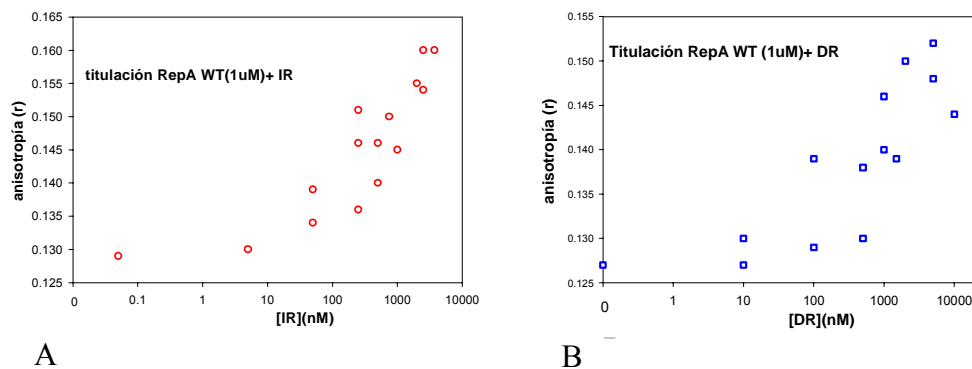 titulación RepA WT(1uM)+ IR
anisotropía (r)
0.165
0.160
0.155
0.150
0.145
0.140
0.135
0.130
0.125
0 0.1 1 10 100 1000 10000
[IR](nM)
A
Titulación RepA WT (1uM)+ DR
anisotropía (r)
0.155
0.150
0.145
0.140
0.135
0.130
0.125
0 1 10 100 1000 10000
[DR](nM)
B